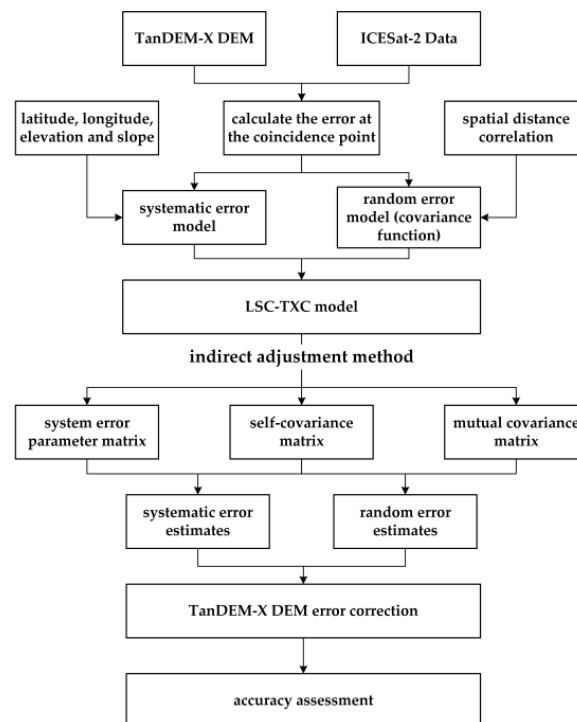 TanDEM-X DEM
ICESat-2 Data
latitude, longitude,
elevation and slope
calculate the error at
the coincidence point
spatial distance
correlation
systematic error
model
random error
model (covariance
function)
LSC-TXC model
indirect adjustment method
system error
parameter matrix
self-covariance
matrix
mutual covariance
matrix
systematic error
estimates
random error
estimates
TanDEM-X DEM error correction
accuracy assessment